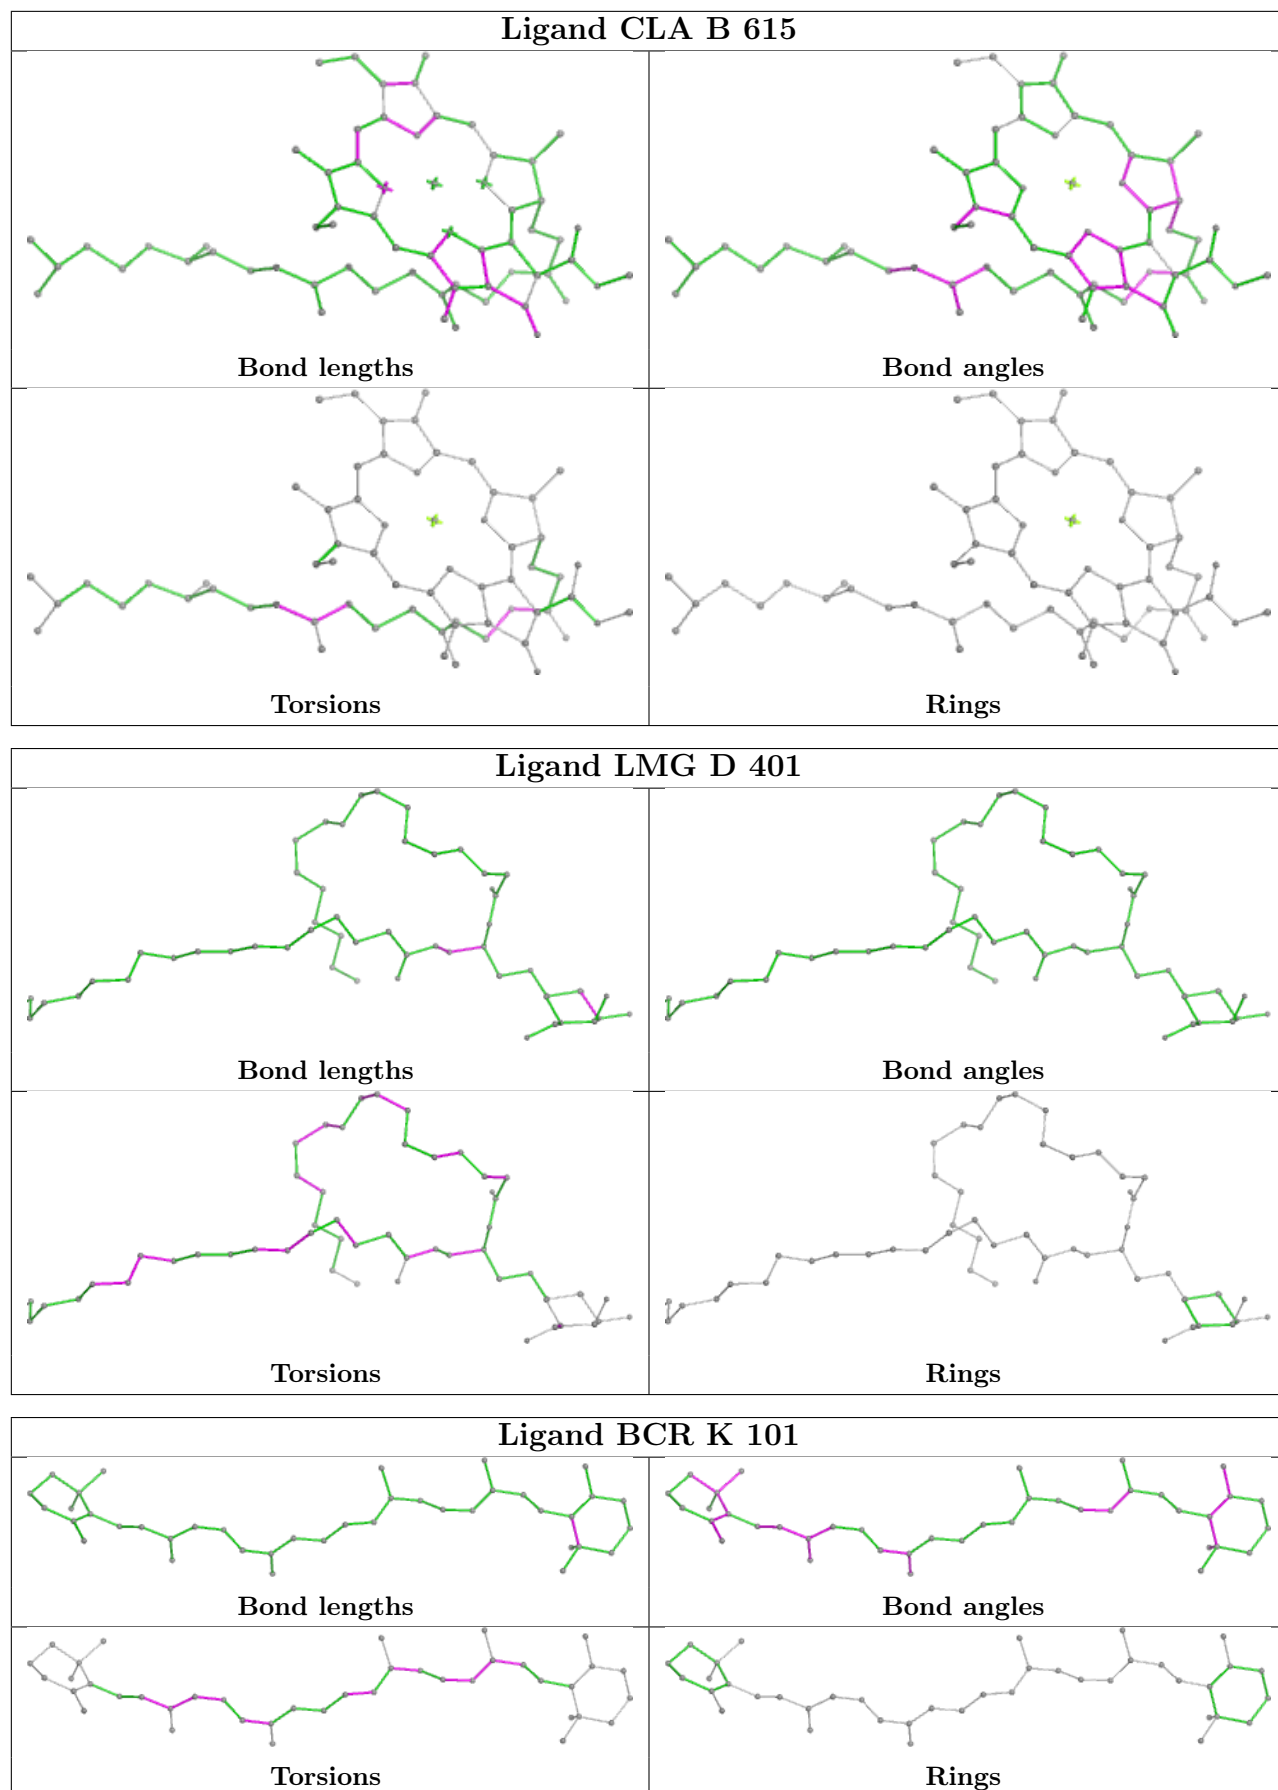 Ligand CLA B 615
Bond lengths
Bond angles
Torsions
Rings
Ligand LMG D 401
Bond lengths
Bond angles
Torsions
Rings
Ligand BCR K 101
Bond lengths
Bond angles
Torsions
Rings